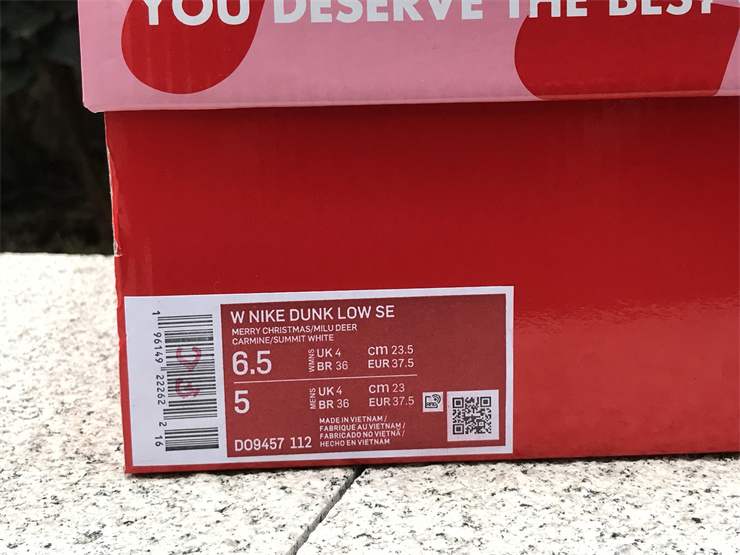 YOU DESERVE THE BEST
W NIKE DUNK LOW SE
MERRY CHRISTMAS/MILU DEER
CARMINE/SUMMIT WHITE
6.5 WMNS UK 4 cm 23.5
BR 36 EUR 37.5
5 MENS UK 4 cm 23
BR 36 EUR 37.5
MADE IN VIETNAM /
FABRIQUE AU VIETNAM /
FABRICADO NO VIETNÃ /
HECHO EN VIETNAM
DO9457 112
1 96149 22262 2 16